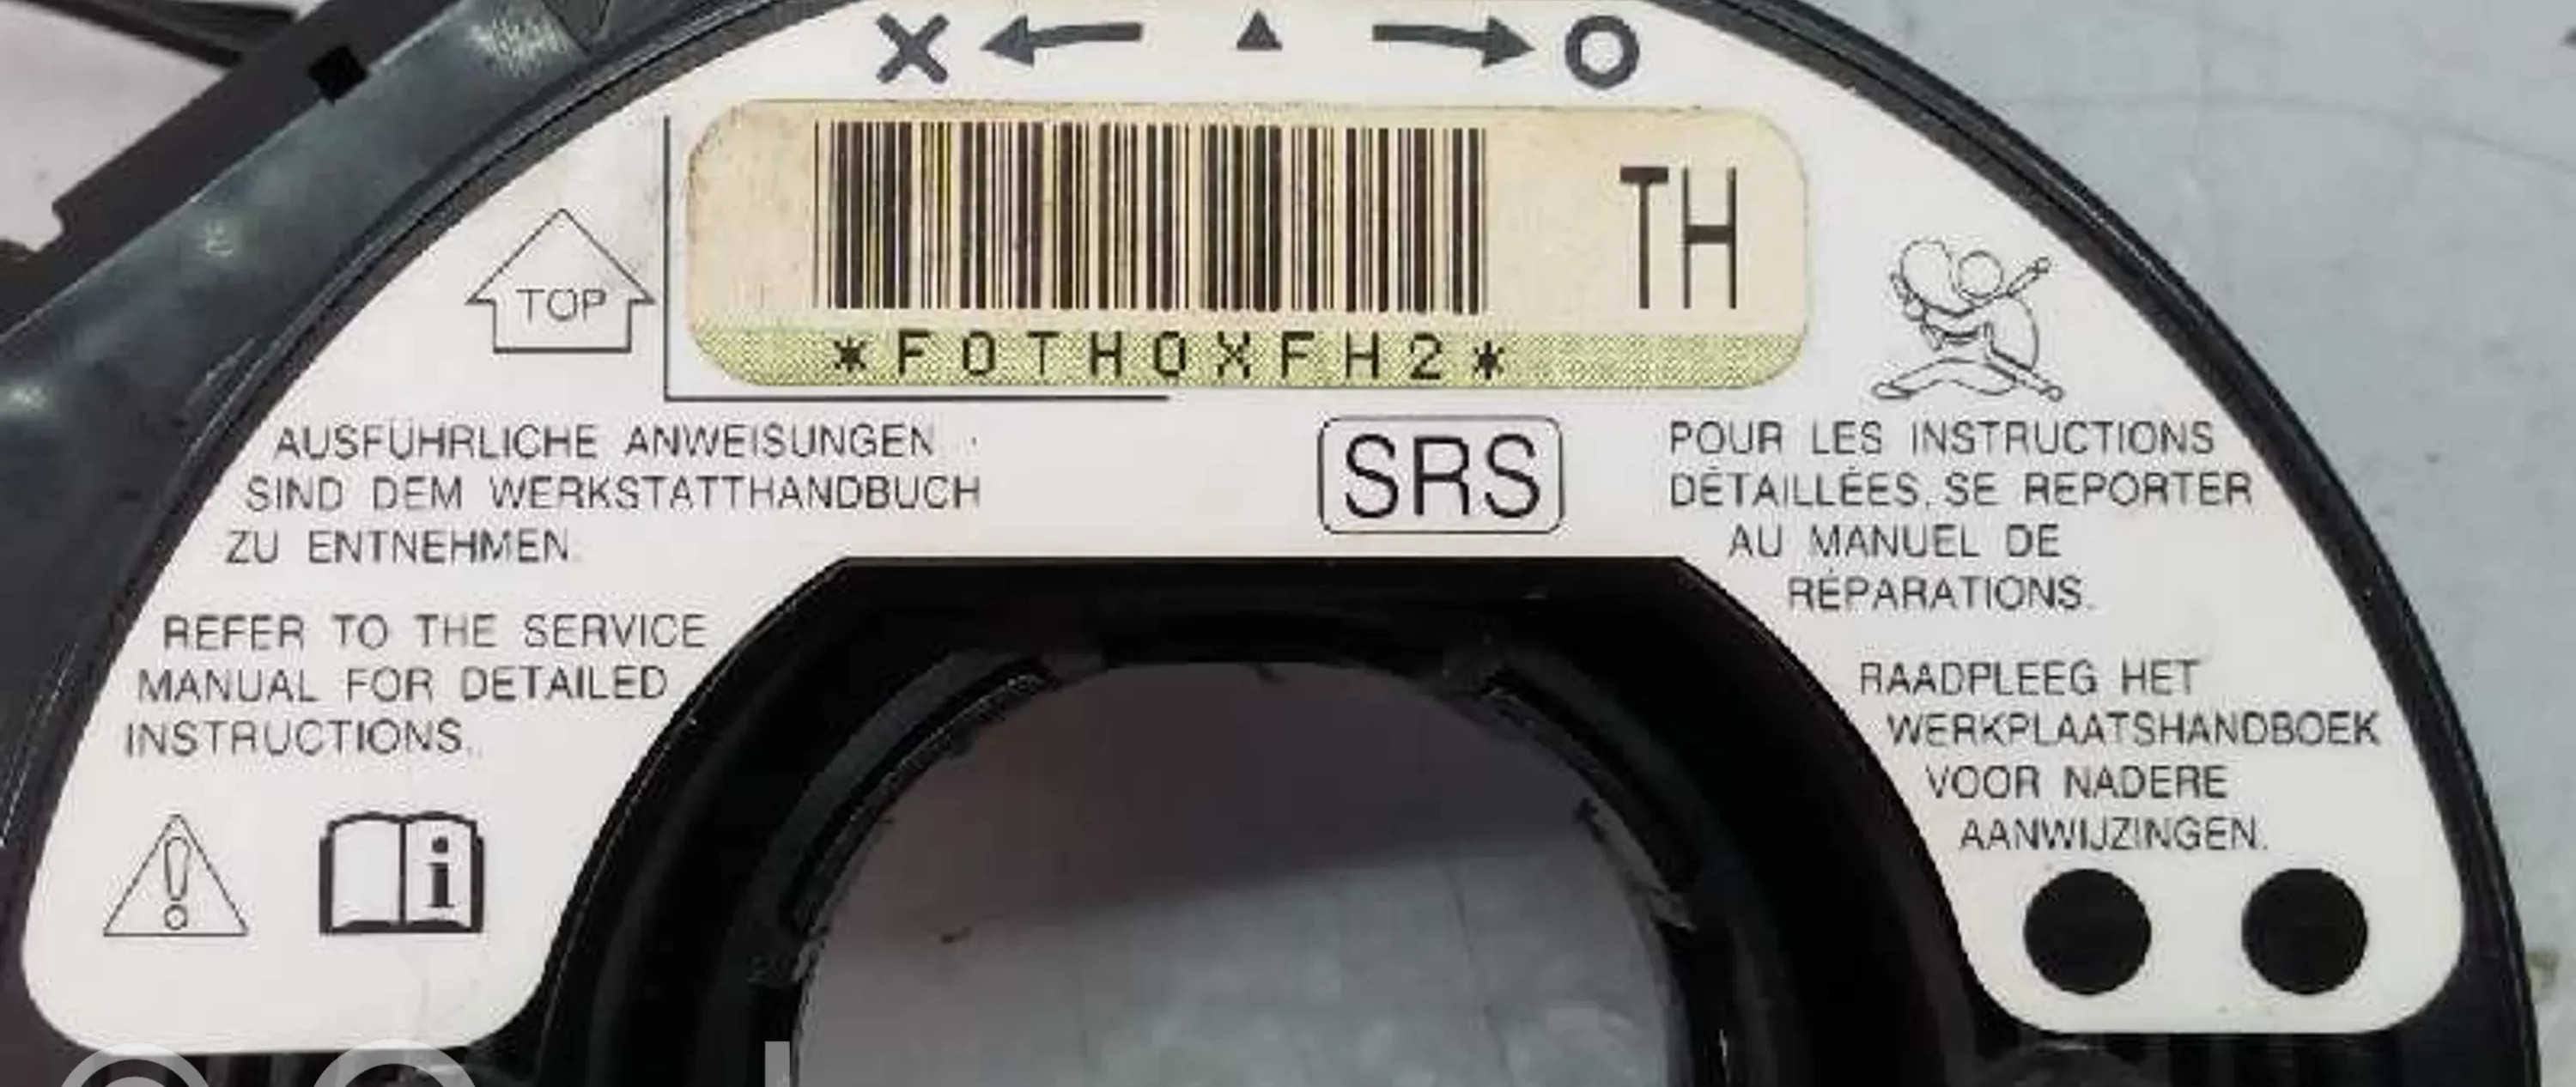 TH
TOP
*F0TH0XFH2*
SRS
AUSFÜHRLICHE ANWEISUNGEN
SIND DEM WERKSTATTHANDBUCH
ZU ENTNEHMEN.
REFER TO THE SERVICE
MANUAL FOR DETAILED
INSTRUCTIONS.
i
POUR LES INSTRUCTIONS
DÉTAILLÉES, SE REPORTER
AU MANUEL DE
RÉPARATIONS.
RAADPLEEG HET
WERKPLAATSHANDBOEK
VOOR NADERE
AANWIJZINGEN.